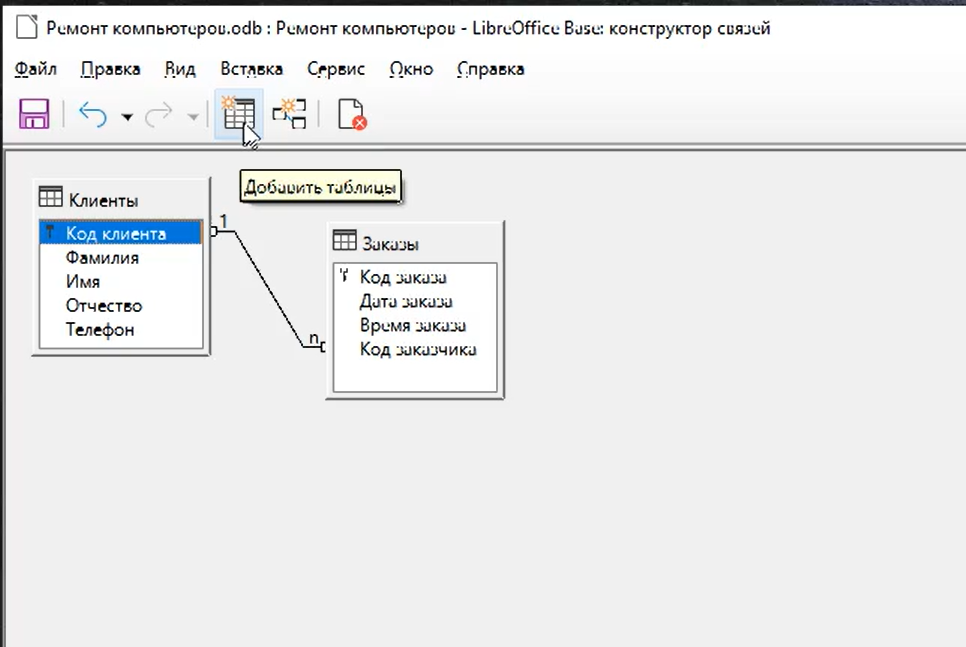 Ремонт компьютеров.odb : Ремонт компьютеров - LibreOffice Base: конструктор связей
Файл Правка Вид Вставка Сервис Окно Справка
Добавить таблицы
Клиенты
Код клиента
Фамилия
Имя
Отчество
Телефон
1
n
Заказы
Код заказа
Дата заказа
Время заказа
Код заказчика